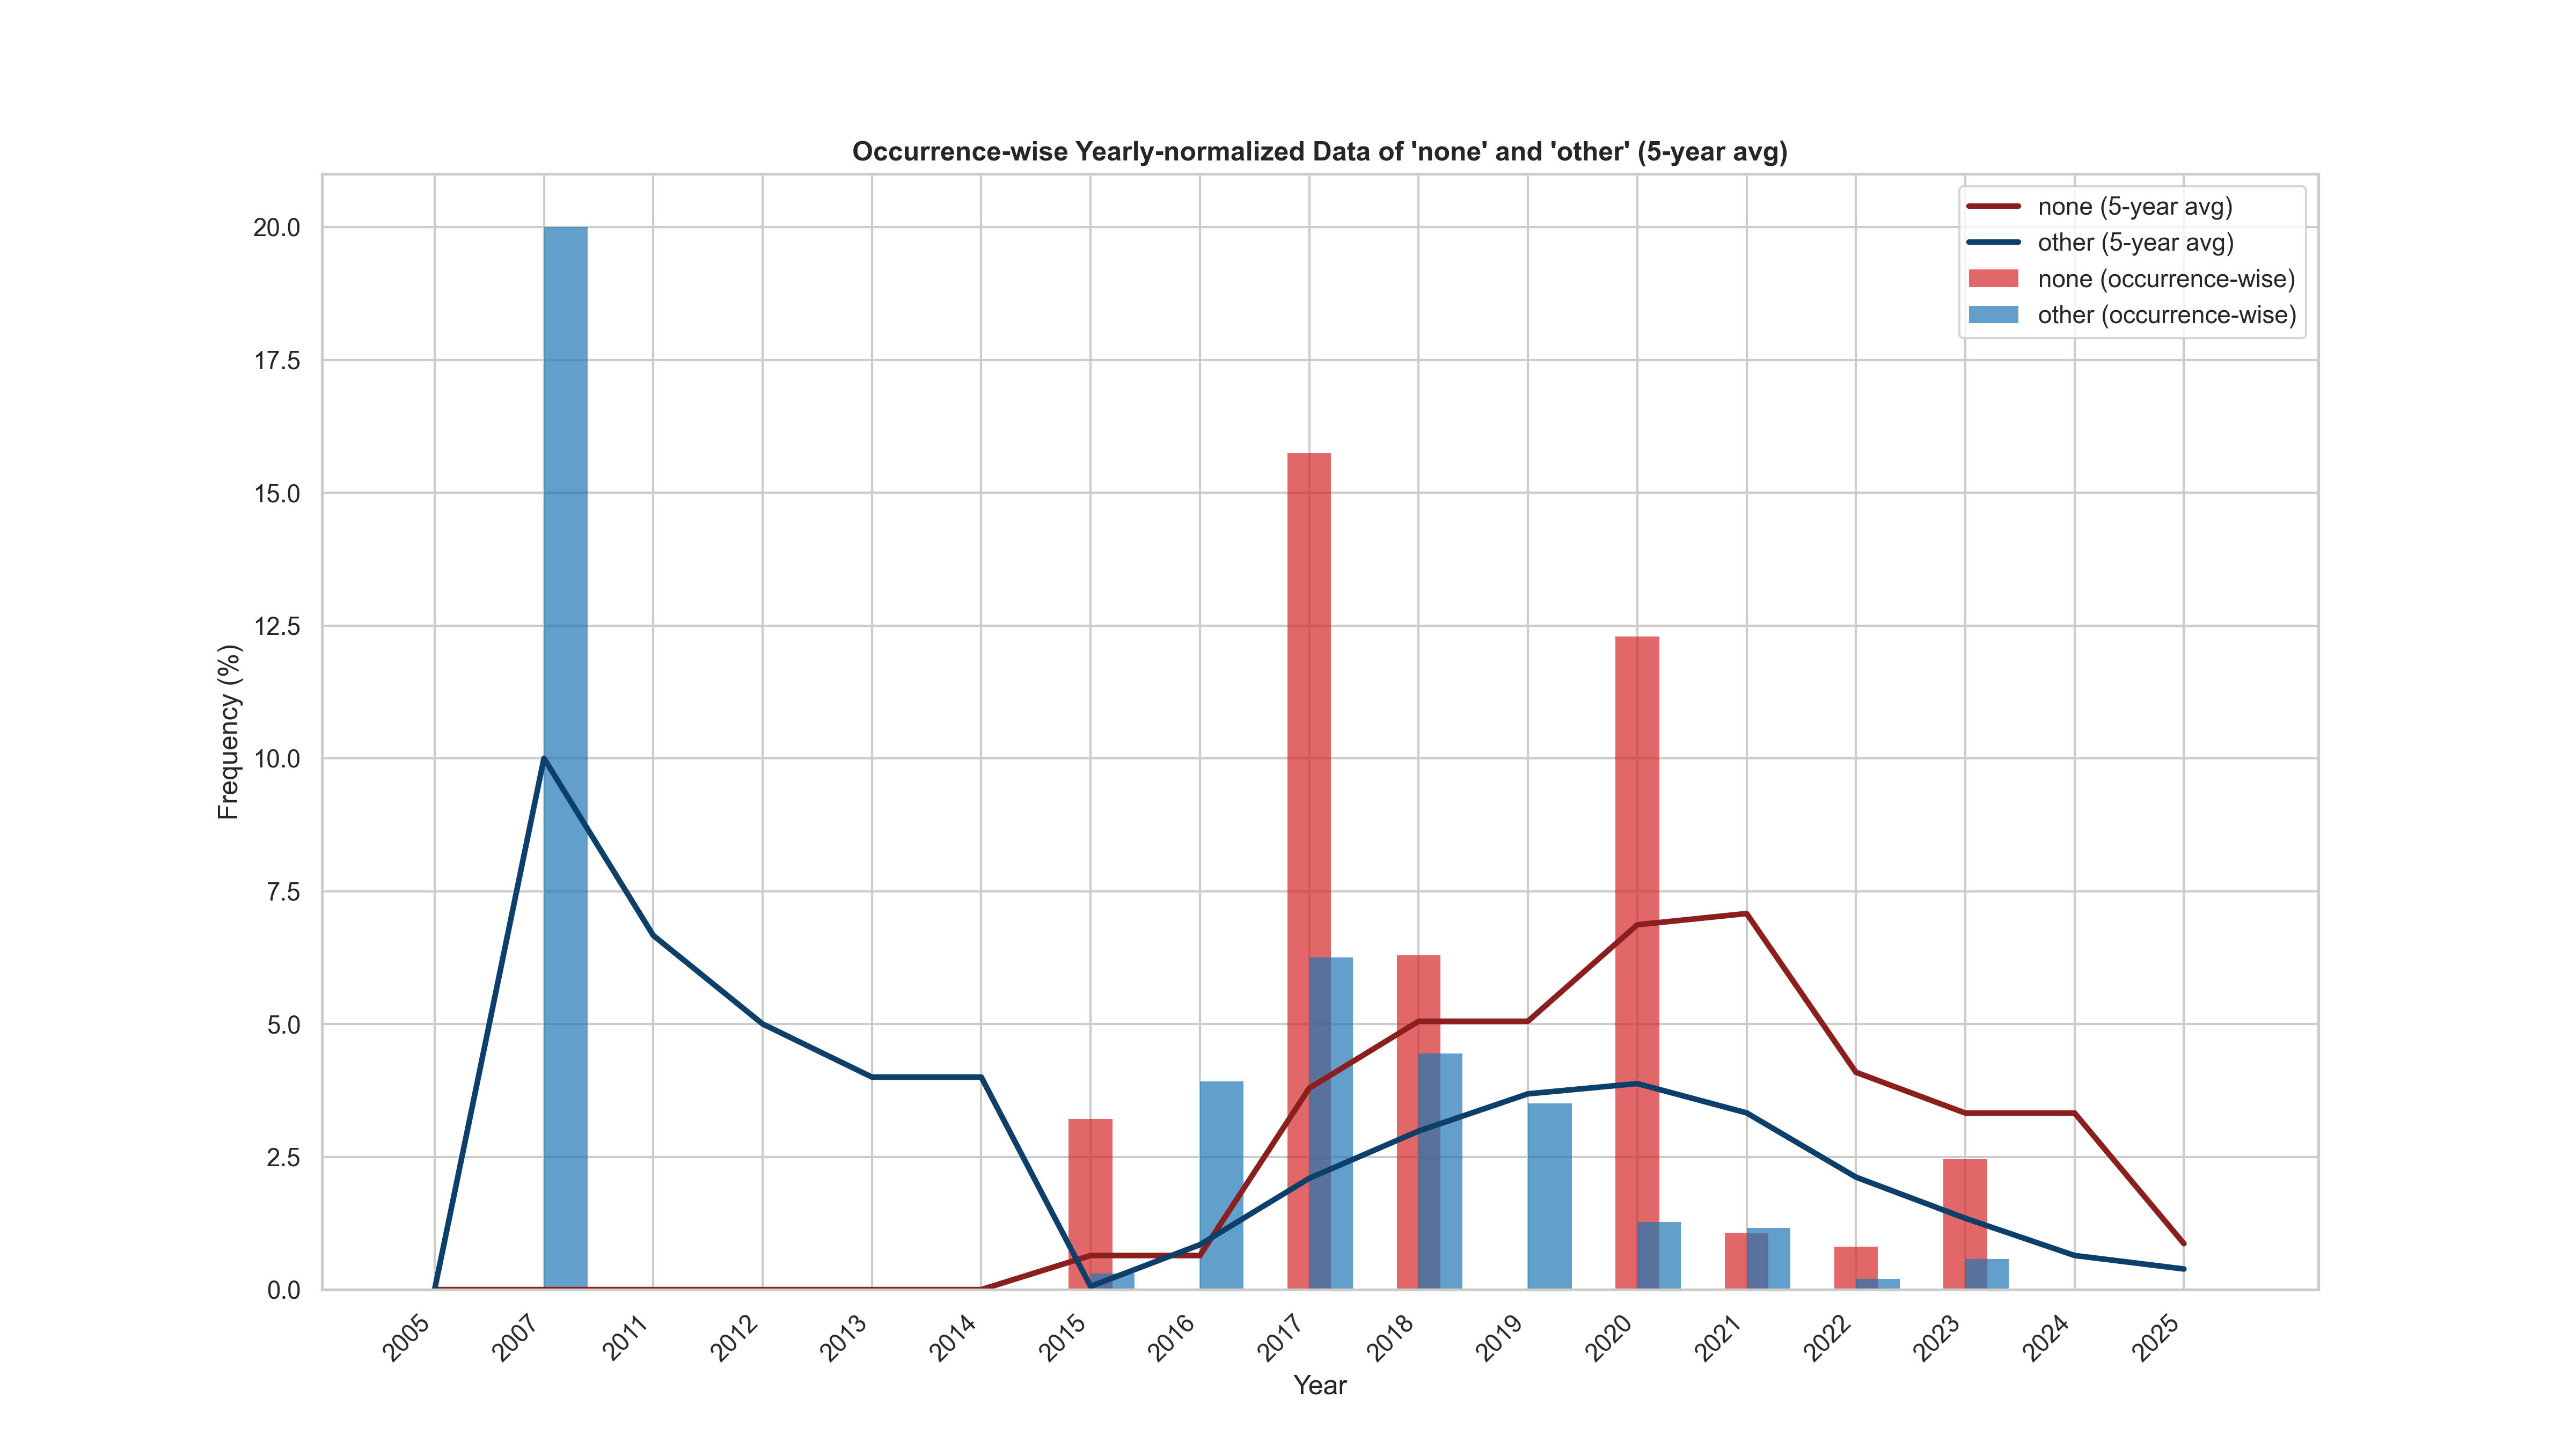 Occurrence-wise Yearly-normalized Data of 'none' and 'other' (5-year avg)
none (5-year avg)
other (5-year avg)
none (occurrence-wise)
other (occurrence-wise)
Frequency (%)
20.0
17.5
15.0
12.5
10.0
7.5
5.0
2.5
0.0
2005 2007 2011 2012 2013 2014 2015 2016 2017 2018 2019 2020 2021 2022 2023 2024 2025
Year